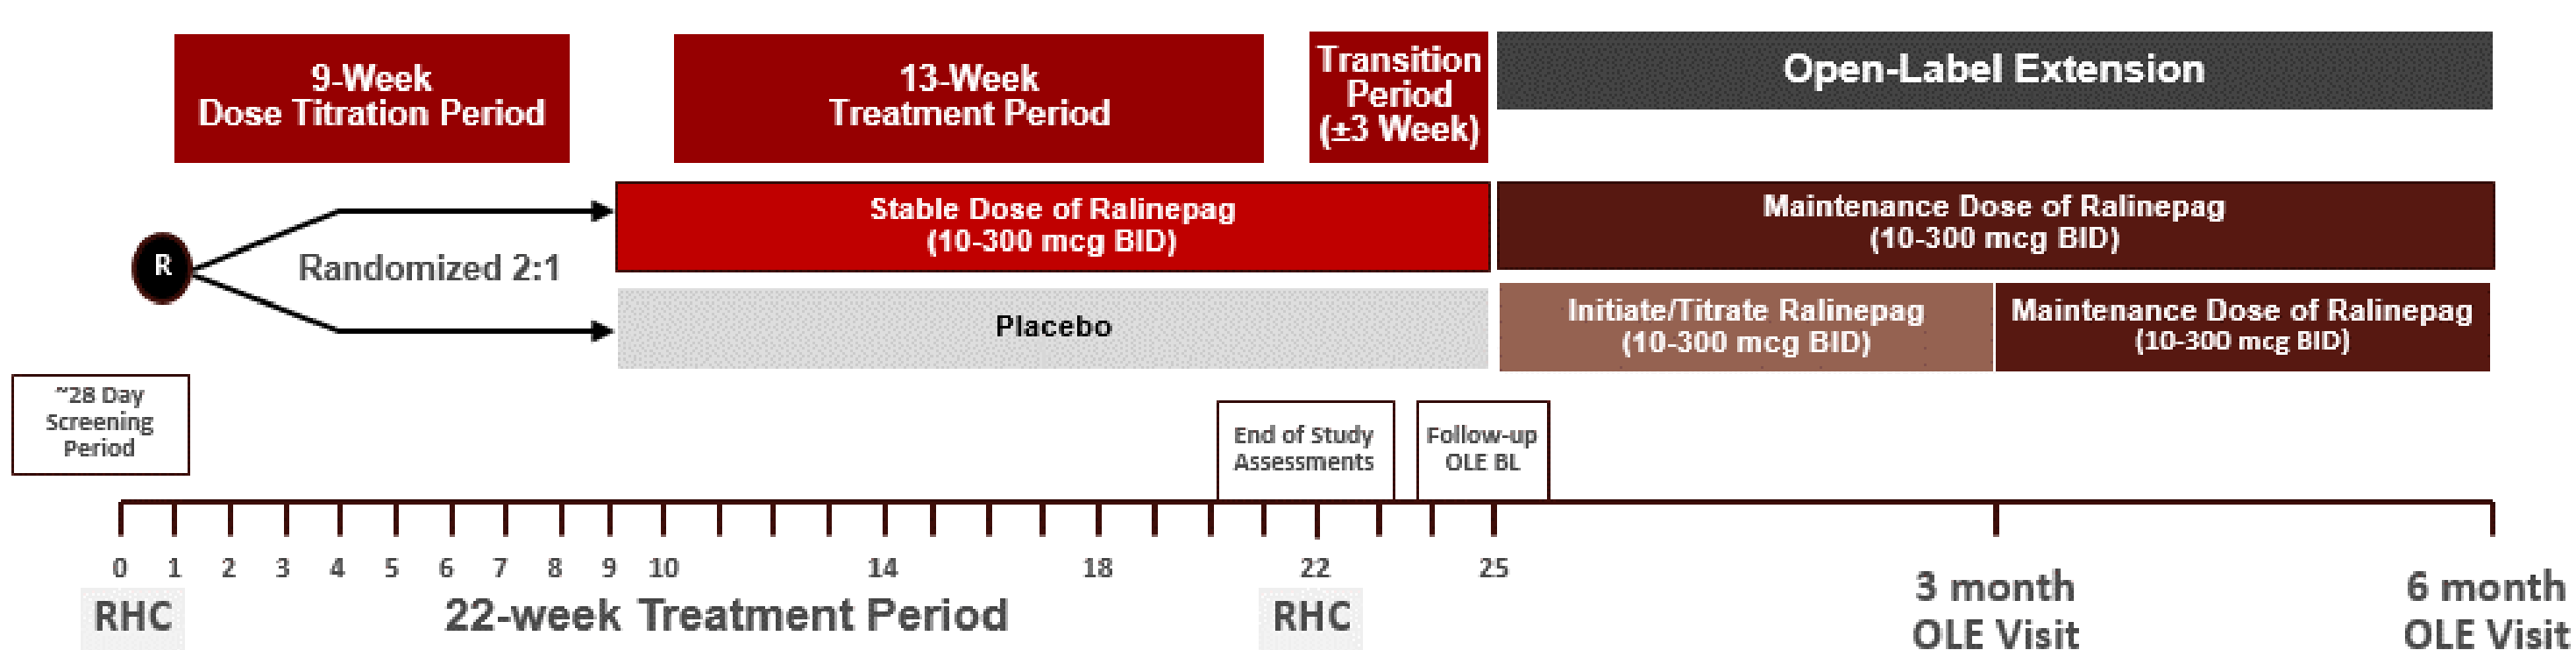 9-Week
Dose Titration Period
13-Week
Treatment Period
Transition
Period
(±3 Week)
Open-Label Extension
R
Randomized 2:1
Stable Dose of Ralinepag
(10-300 mcg BID)
Maintenance Dose of Ralinepag
(10-300 mcg BID)
Placebo
Initiate/Titrate Ralinepag
(10-300 mcg BID)
Maintenance Dose of Ralinepag
(10-300 mcg BID)
~28 Day
Screening
Period
End of Study
Assessments
Follow-up
OLE BL
0 1 2 3 4 5 6 7 8 9 10 14 18 22 25
RHC
22-week Treatment Period
RHC
3 month
OLE Visit
6 month
OLE Visit